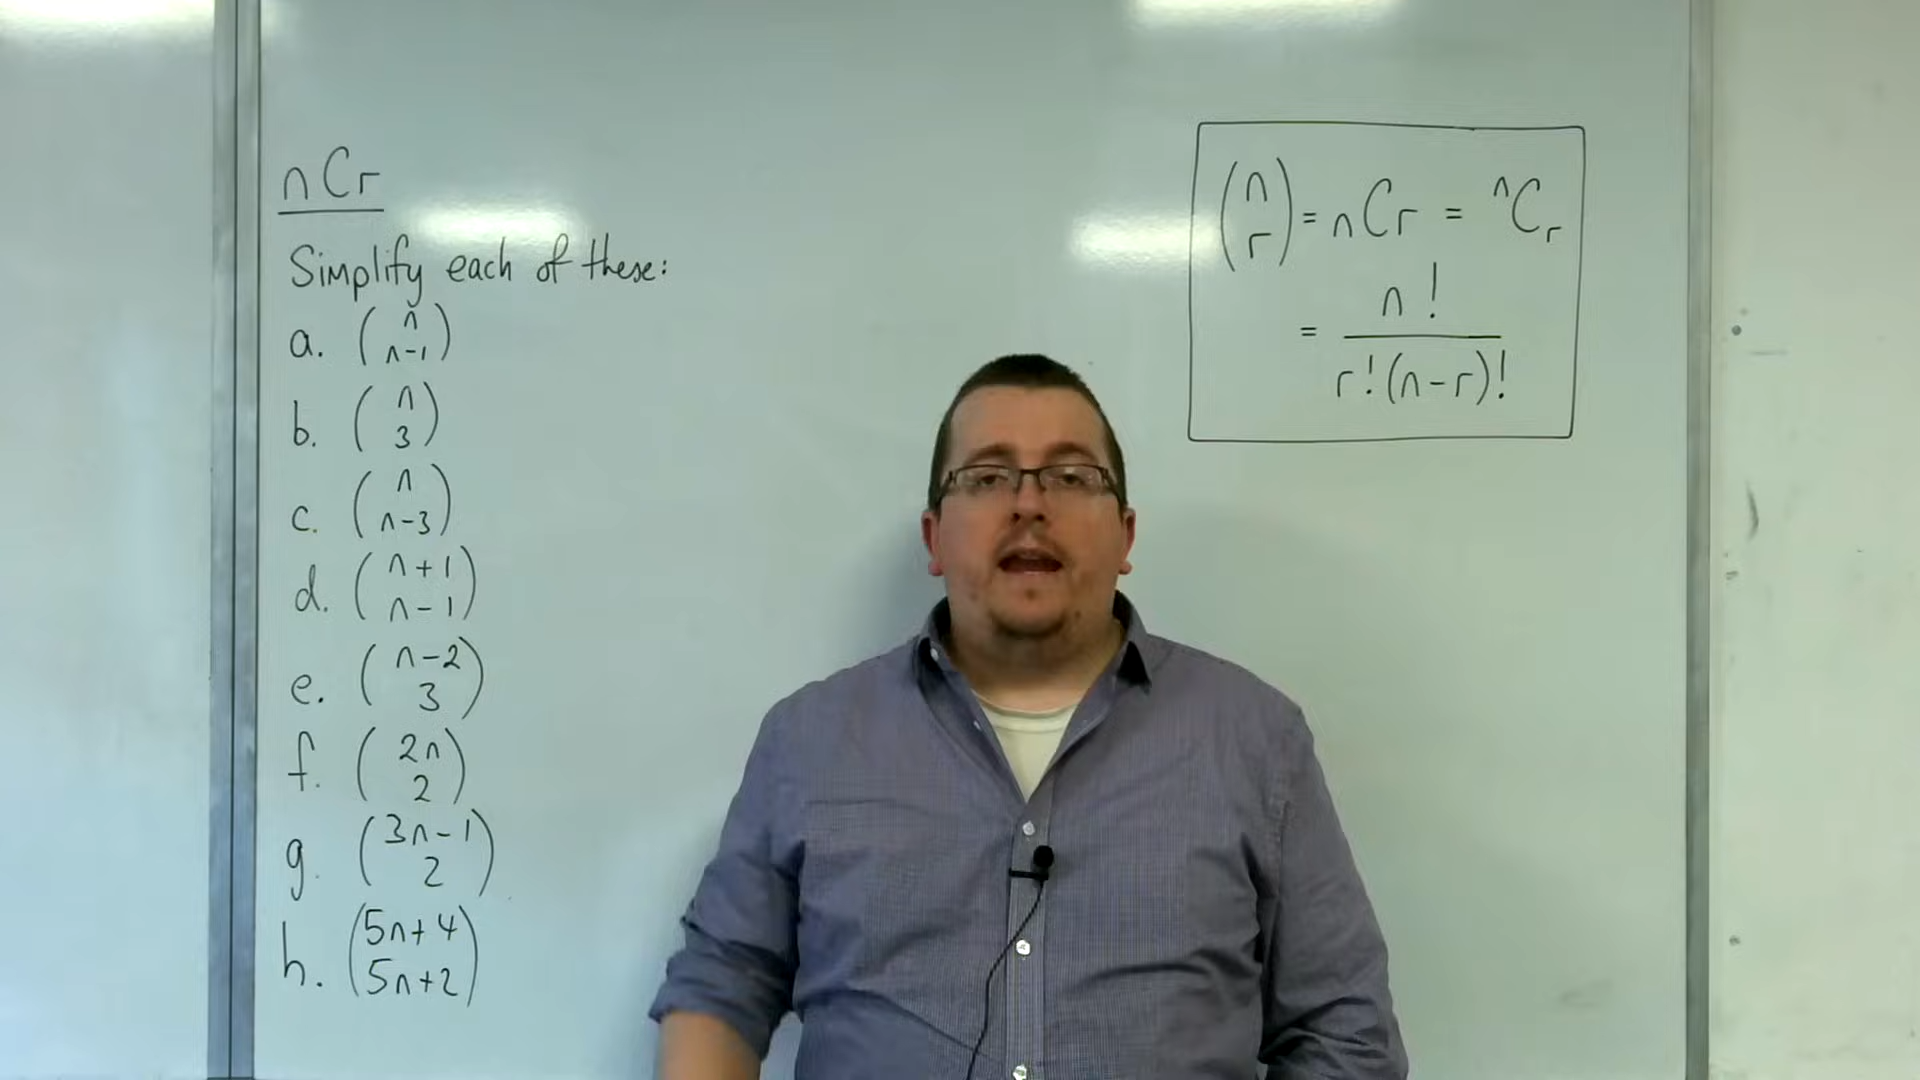 nCr
Simplify each of these:
a. (n
n-1)
b. (n
3)
c. (n
n-3)
d. (n+1
n-1)
e. (n-2
3)
f. (2n
2)
g. (3n-1
2)
h. (5n+4
5n+2)
(n
r) = nCr = ⁿCᵣ
= n!
r!(n-r)!